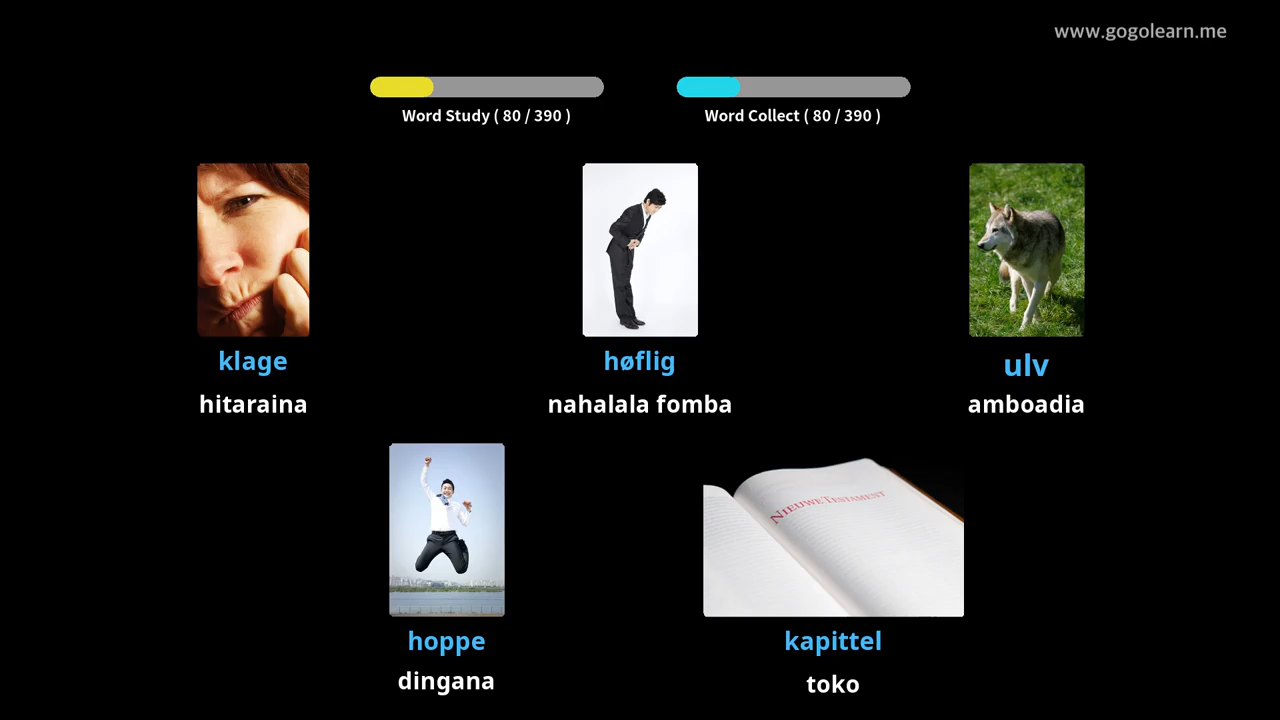 www.gogolearn.me
Word Study ( 80 / 390 )
Word Collect ( 80 / 390 )
klage
hitaraina
høflig
nahalala fomba
ulv
amboadia
NIEUWE TESTAMENT
hoppe
dingana
kapittel
toko